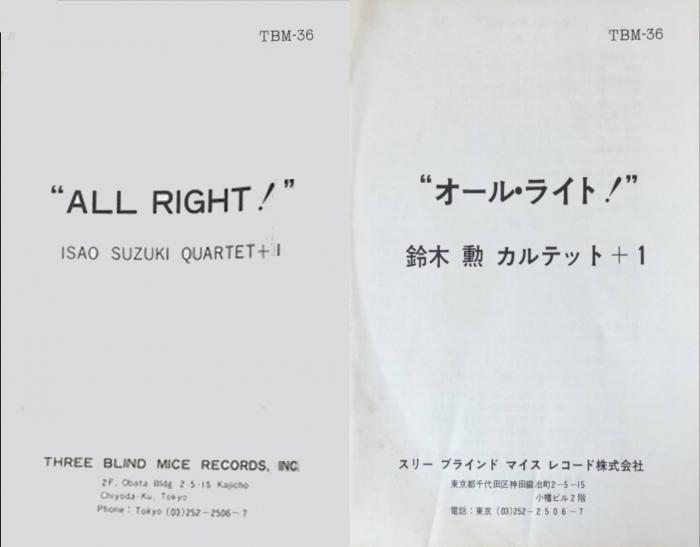 TBM-36
“ALL RIGHT!”
ISAO SUZUKI QUARTET+1
THREE BLIND MICE RECORDS, INC.
2F, Obata Bldg 2-5-15 Kajicho
Chiyoda-Ku, Tokyo
Phone: Tokyo (03)252-2506-7
TBM-36
“オール・ライト!”
鈴木 勲 カルテット+1
スリー ブラインド マイス レコード株式会社
東京都千代田区神田鍛冶町2-5-15
小幡ビル2階
電話:東京 (03)252-2506-7